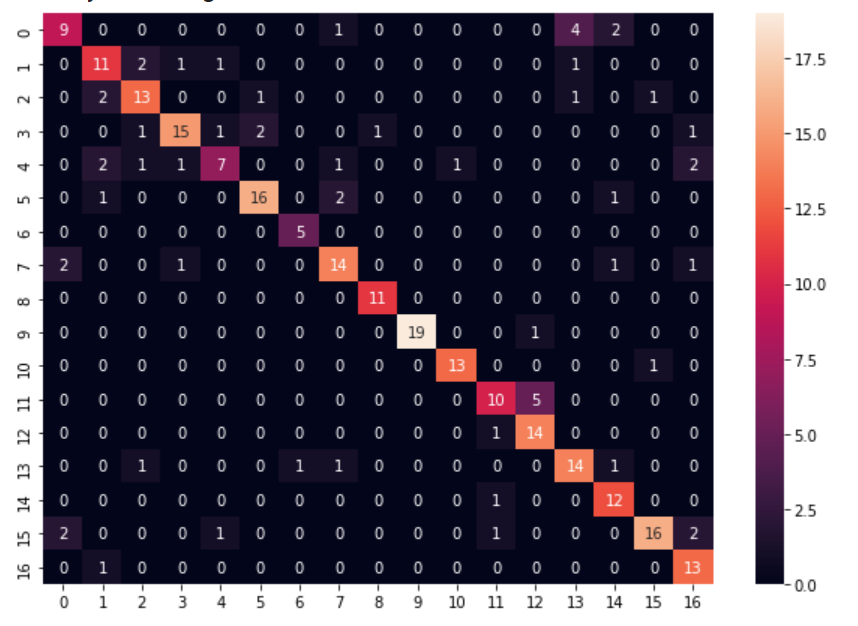 0 9 0 0 0 0 0 0 1 0 0 0 0 0 4 2 0 0
1 0 11 2 1 1 0 0 0 0 0 0 0 0 1 0 0 0 17.5
2 0 2 13 0 0 1 0 0 0 0 0 0 0 1 0 1 0
3 0 0 1 15 1 2 0 0 1 0 0 0 0 0 0 0 1 15.0
4 0 2 1 1 7 0 0 1 0 0 1 0 0 0 0 0 2
5 0 1 0 0 0 16 0 2 0 0 0 0 0 0 1 0 0 12.5
6 0 0 0 0 0 0 5 0 0 0 0 0 0 0 0 0 0
7 2 0 0 1 0 0 0 14 0 0 0 0 0 0 1 0 1 10.0
8 0 0 0 0 0 0 0 0 11 0 0 0 0 0 0 0 0
9 0 0 0 0 0 0 0 0 0 19 0 0 1 0 0 0 0
10 0 0 0 0 0 0 0 0 0 0 13 0 0 0 0 1 0 7.5
11 0 0 0 0 0 0 0 0 0 0 0 10 5 0 0 0 0
12 0 0 0 0 0 0 0 0 0 0 0 1 14 0 0 0 0 5.0
13 0 0 1 0 0 0 1 1 0 0 0 0 0 14 1 0 0
14 0 0 0 0 0 0 0 0 0 0 0 1 0 0 12 0 0 2.5
15 2 0 0 0 1 0 0 0 0 0 0 1 0 0 0 16 2
16 0 1 0 0 0 0 0 0 0 0 0 0 0 0 0 0 13 0.0
0 1 2 3 4 5 6 7 8 9 10 11 12 13 14 15 16